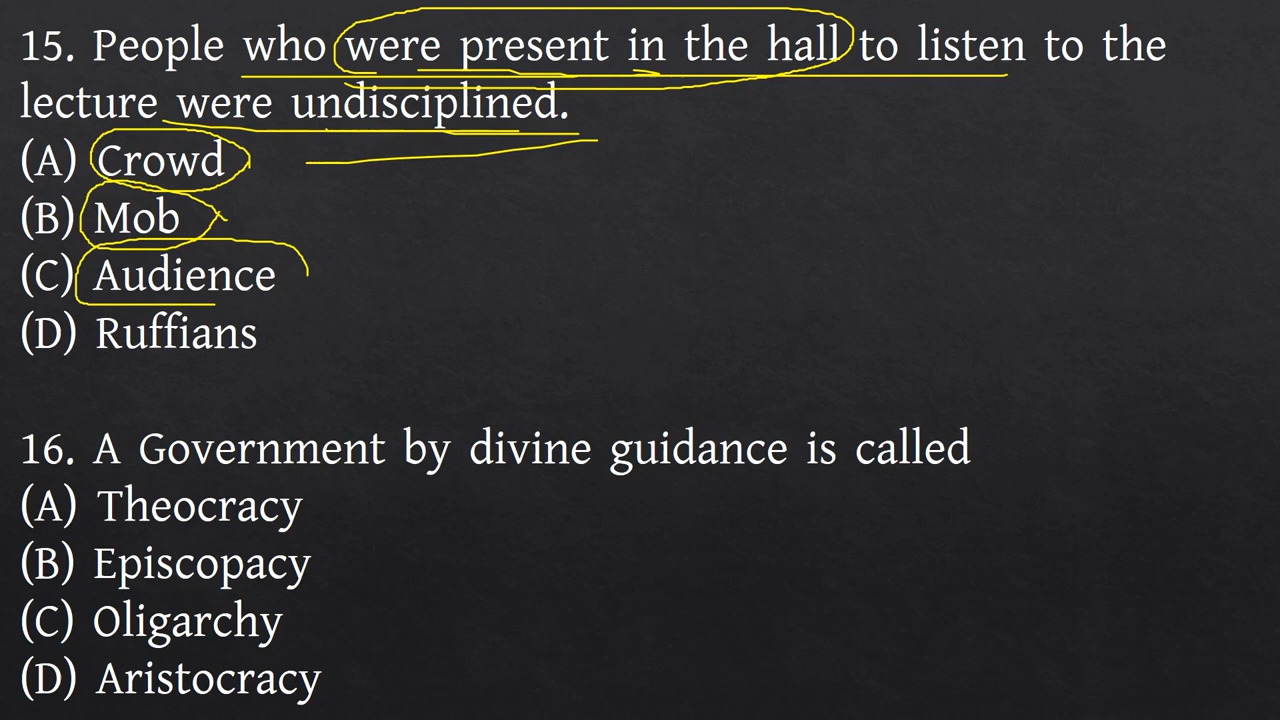 15. People who were present in the hall to listen to the
lecture were undisciplined.
(A) Crowd
(B) Mob
(C) Audience
(D) Ruffians
16. A Government by divine guidance is called
(A) Theocracy
(B) Episcopacy
(C) Oligarchy
(D) Aristocracy